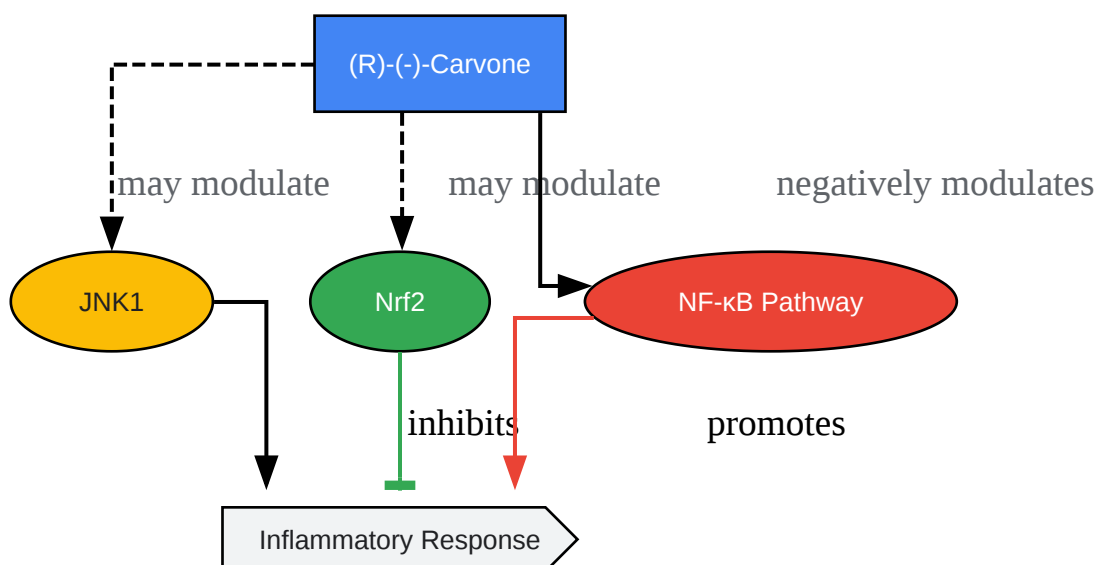 (R)-(-)-Carvone
may modulate
may modulate
negatively modulates
JNK1
Nrf2
NF-κB Pathway
inhibits
promotes
Inflammatory Response